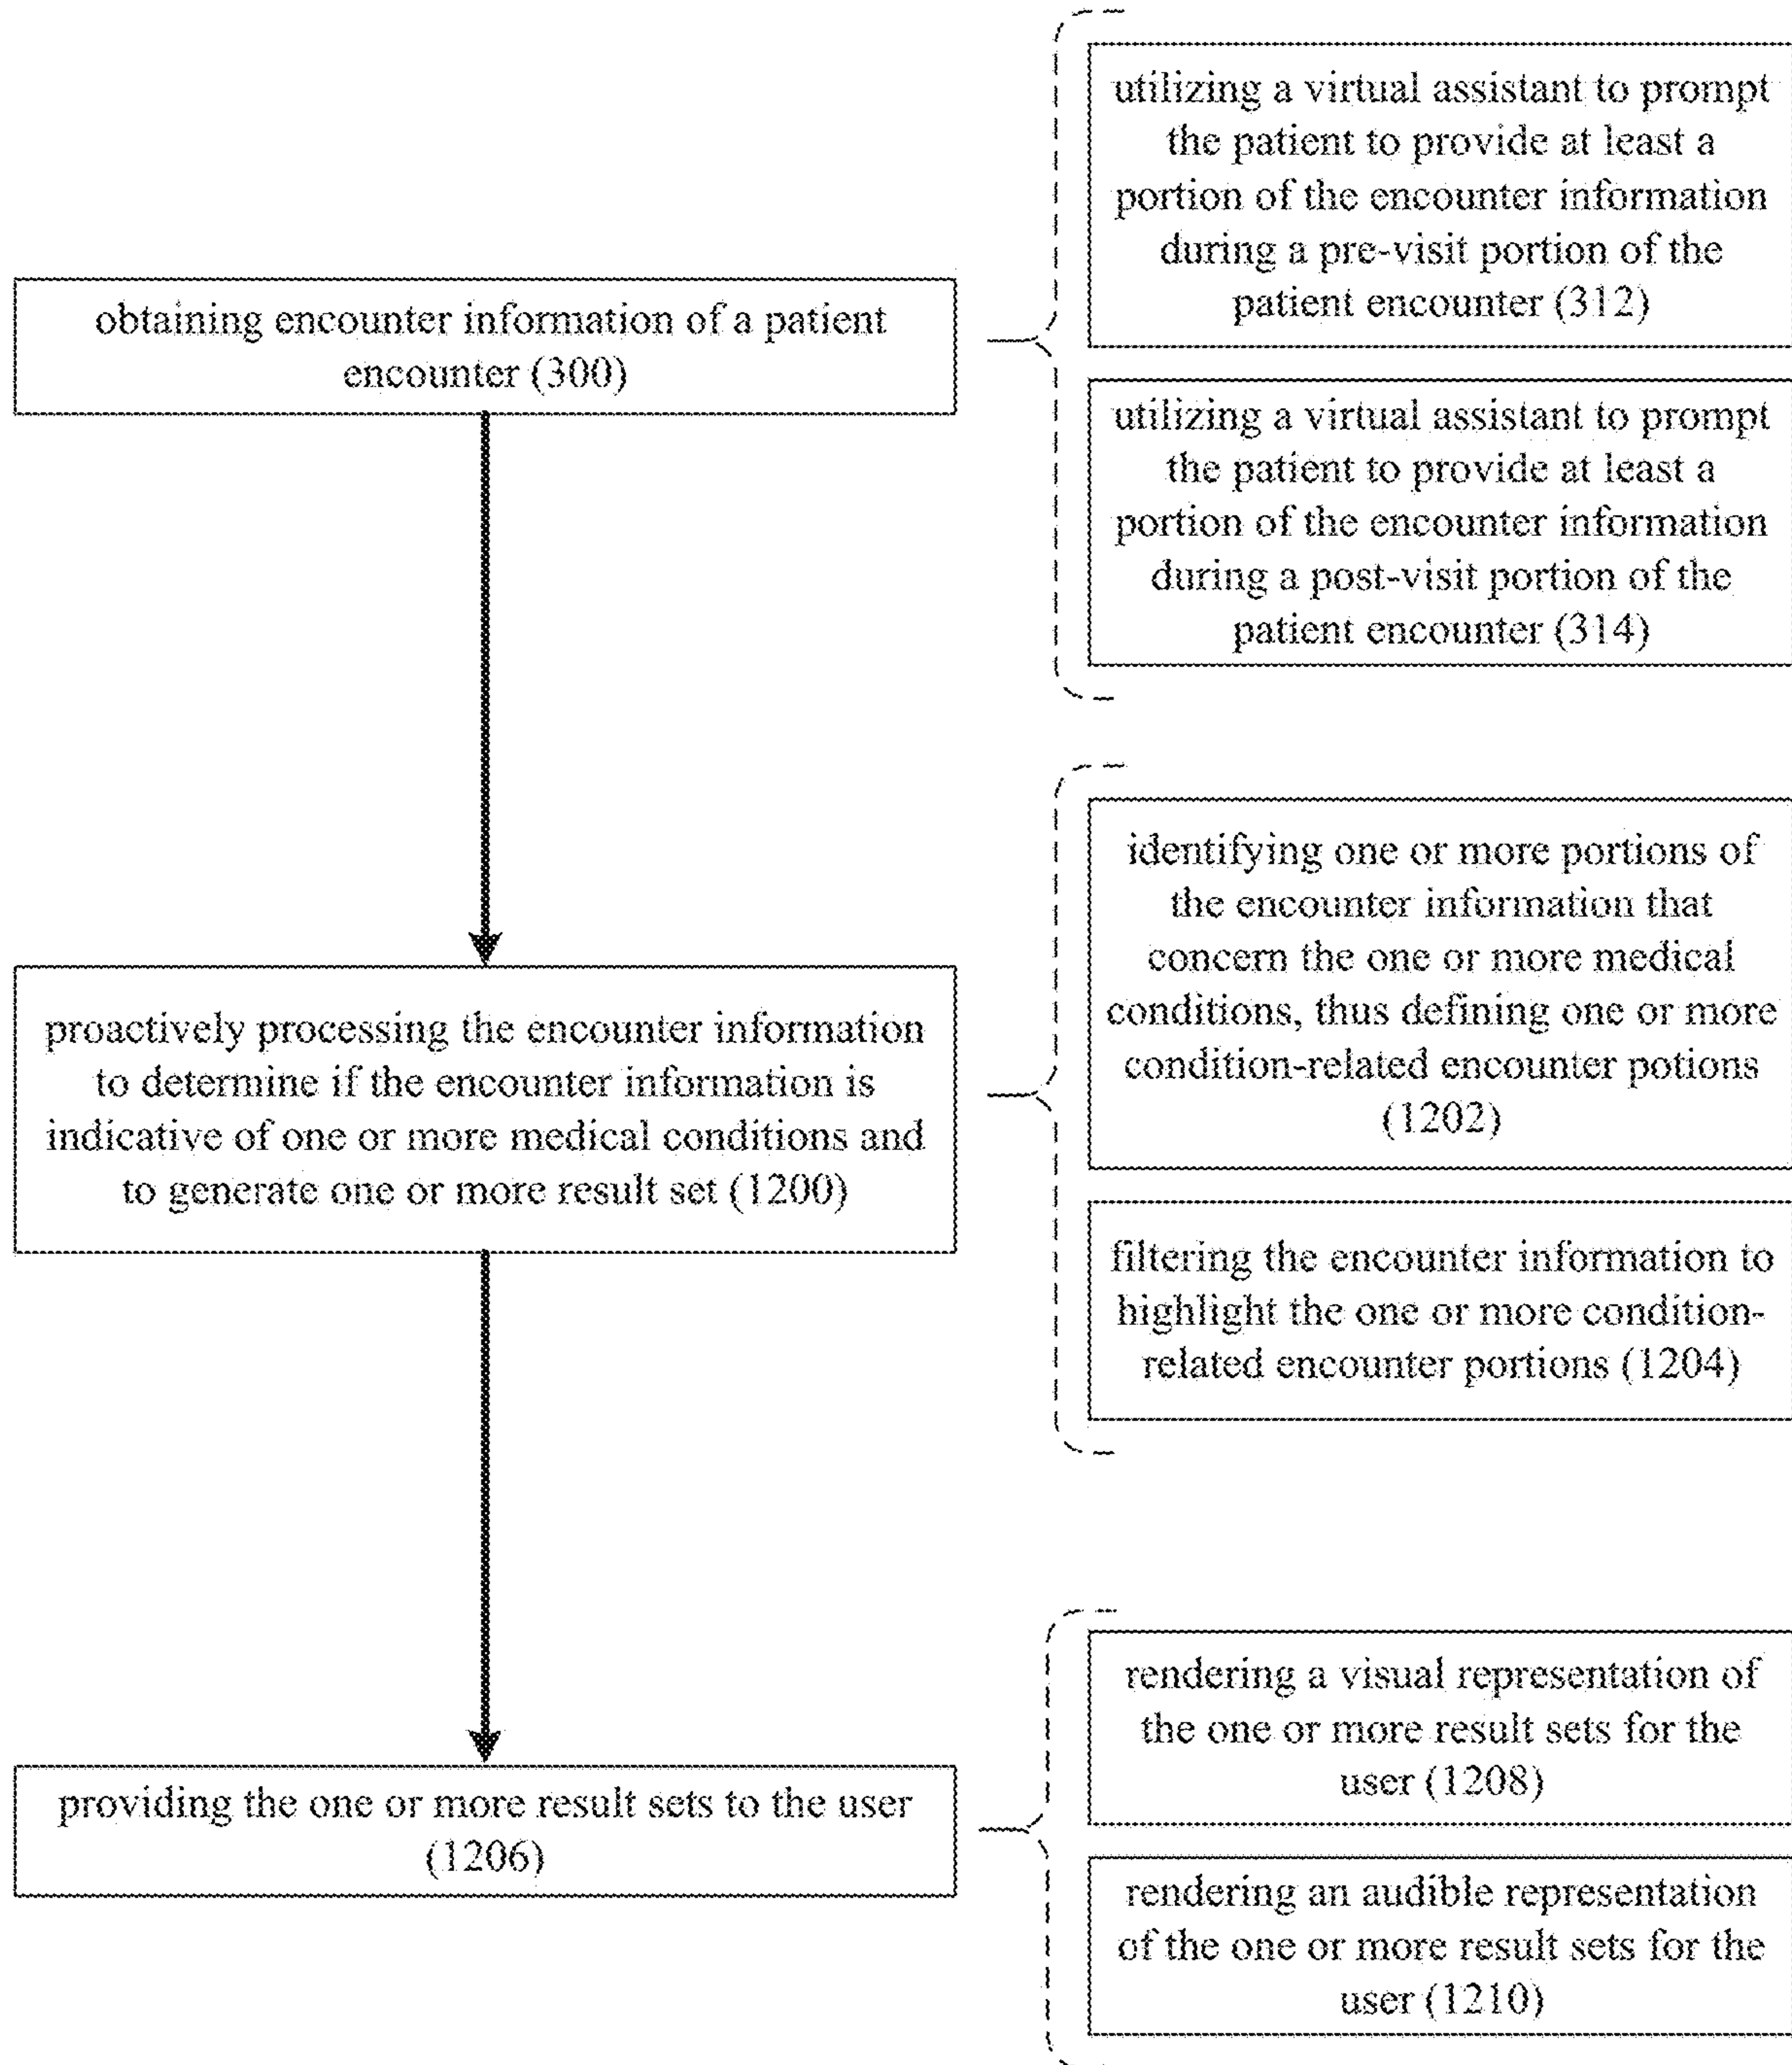 utilizing a virtual assistant to prompt
the patient to provide at least a
portion of the encounter information
during a pre-visit portion of the
patient encounter (312)
obtaining encounter information of a patient
encounter (300)
utilizing a virtual assistant to prompt
the patient to provide at least a
portion of the encounter information
during a post-visit portion of the
patient encounter (314)
identifying one or more portions of
the encounter information that
concern the one or more medical
conditions, thus defining one or more
condition-related encounter potions
(1202)
proactively processing the encounter information
to determine if the encounter information is
indicative of one or more medical conditions and
to generate one or more result set (1200)
filtering the encounter information to
highlight the one or more condition-
related encounter portions (1204)
rendering a visual representation of
the one or more result sets for the
user (1208)
providing the one or more result sets to the user
(1206)
rendering an audible representation
of the one or more result sets for the
user (1210)